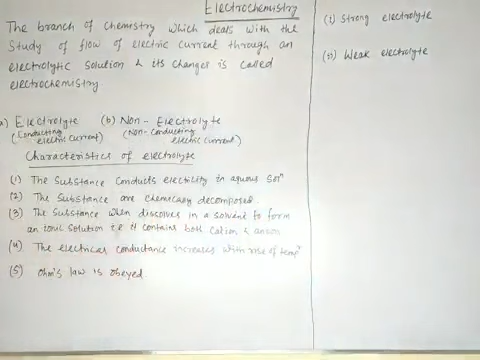 Electrochemistry
The branch of chemistry which deals with the
study of flow of electric current through an
electrolytic solution & its changes is called
electrochemistry.
a) Electrolyte (b) Non-Electrolyte
(Conducting electric current) (Non-Conducting electric current)
Characteristics of electrolyte
(1) The substance conducts electricity in aqueous solⁿ
(2) The substance are chemically decomposed.
(3) The substance when dissolves in a solvent to form
an ionic solution i.e it contains both cation & anion
(4) The electrical conductance increases with rise of tempʳ
(5) Ohm's law is obeyed
(i) Strong electrolyte
(ii) Weak electrolyte